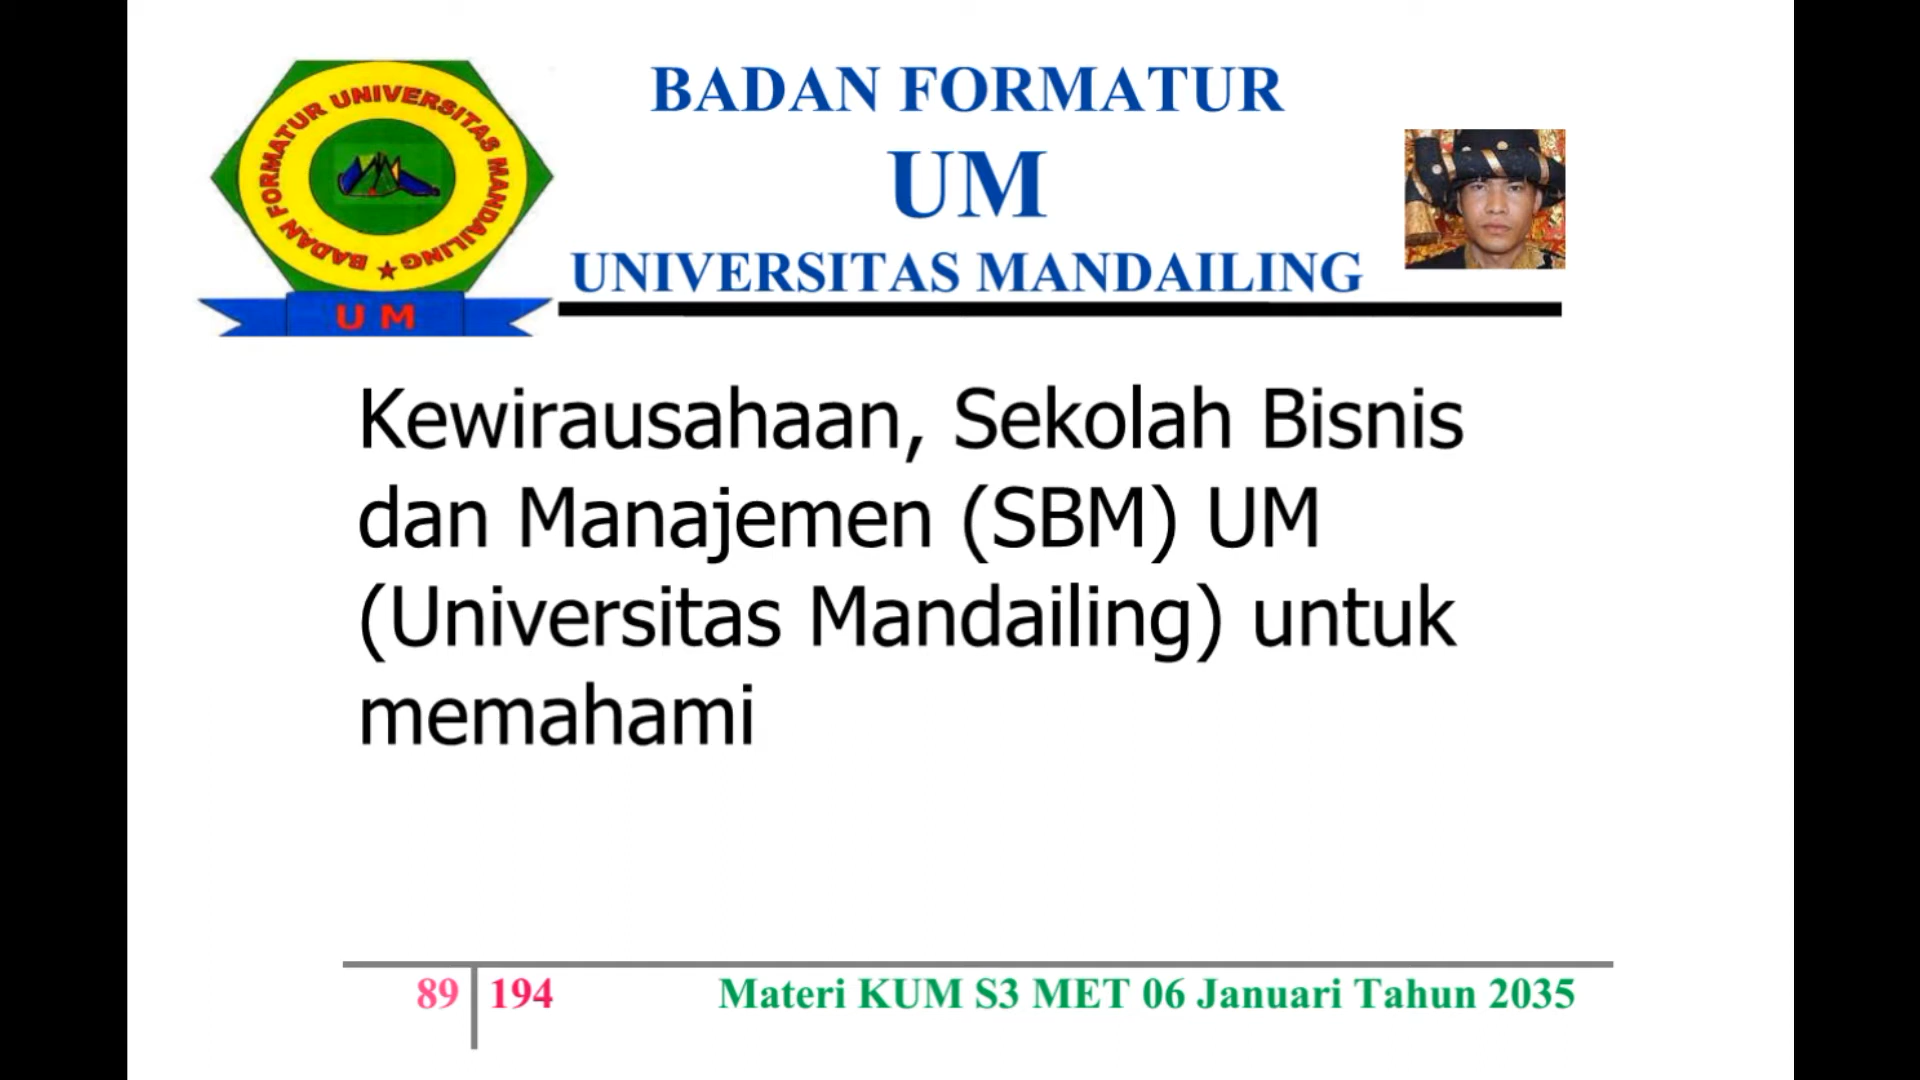 BADAN FORMATUR UNIVERSITAS MANDAILING
U M
BADAN FORMATUR
UM
UNIVERSITAS MANDAILING
Kewirausahaan, Sekolah Bisnis
dan Manajemen (SBM) UM
(Universitas Mandailing) untuk
memahami
89 194
Materi KUM S3 MET 06 Januari Tahun 2035